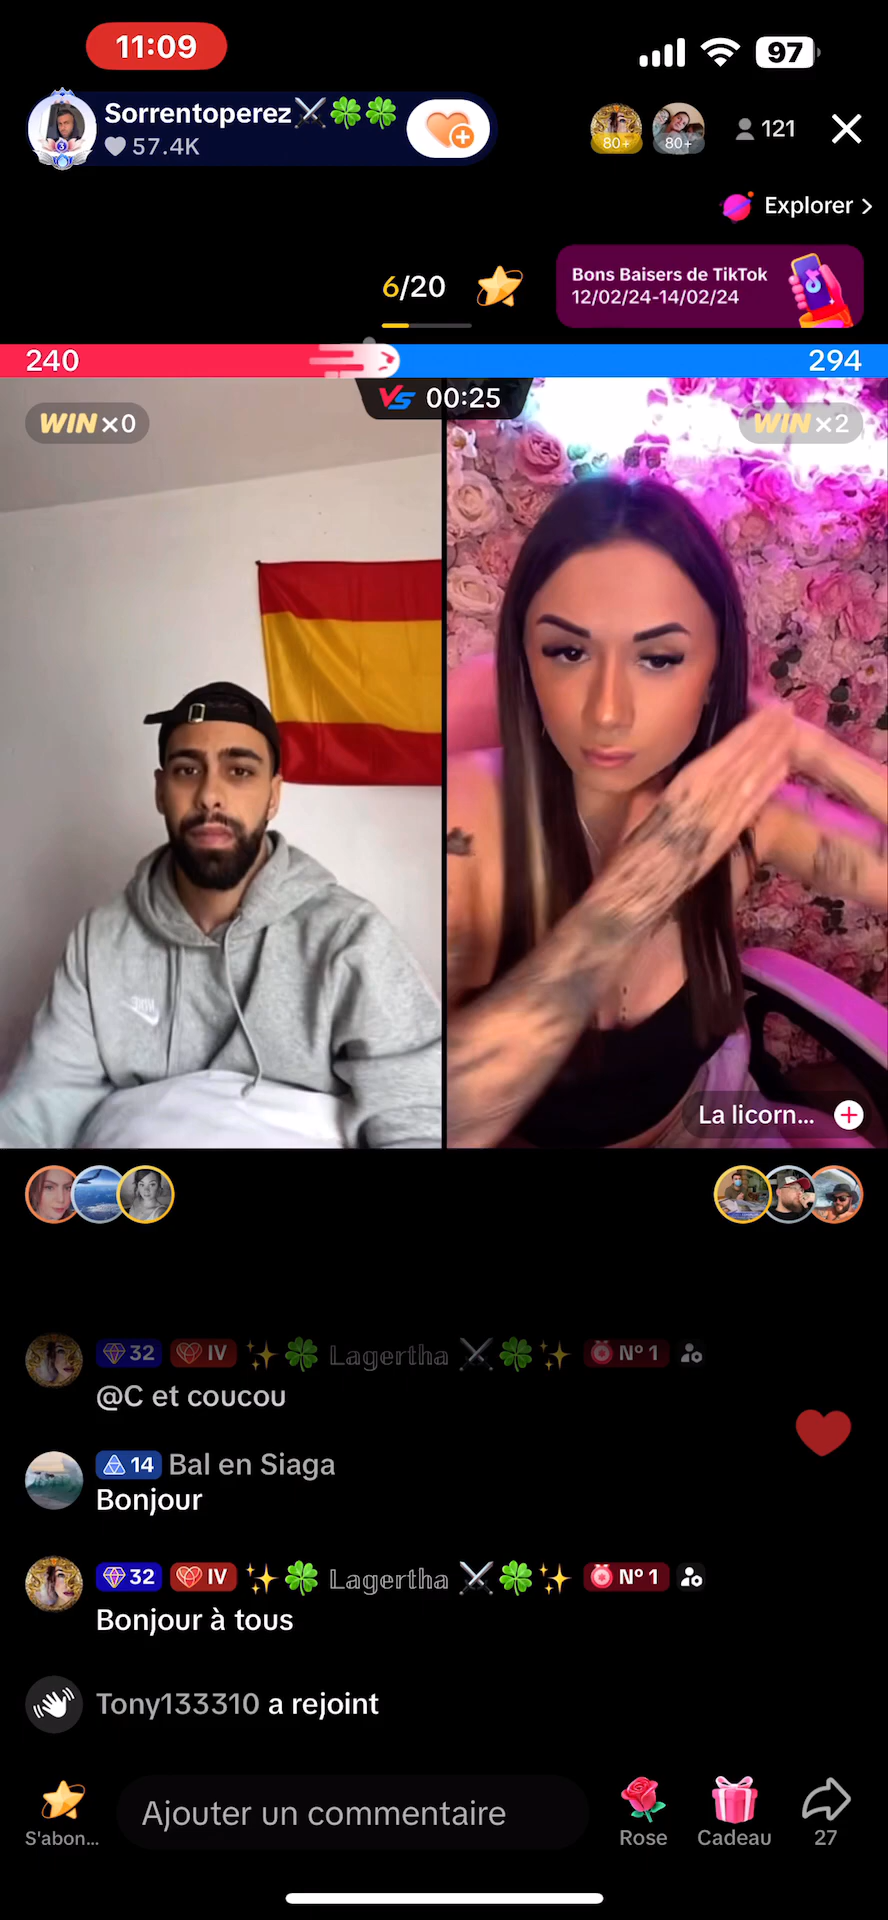 11:09
97
Sorrentoperez⚔️🍀🍀
57.4K
80+
80+
121
Explorer >
6/20
Bons Baisers de TikTok
12/02/24-14/02/24
240
294
VS 00:25
WIN x0
WIN x2
La licorn...
32 IV ✨🍀 𝕃𝕒𝕘𝕖𝕣𝕥𝕙𝕒 ⚔️🍀✨ Nº 1
@C et coucou
14 Bal en Siaga
Bonjour
32 IV ✨🍀 𝕃𝕒𝕘𝕖𝕣𝕥𝕙𝕒 ⚔️🍀✨ Nº 1
Bonjour à tous
Tony133310 a rejoint
Ajouter un commentaire
S'abon...
Rose
Cadeau
27